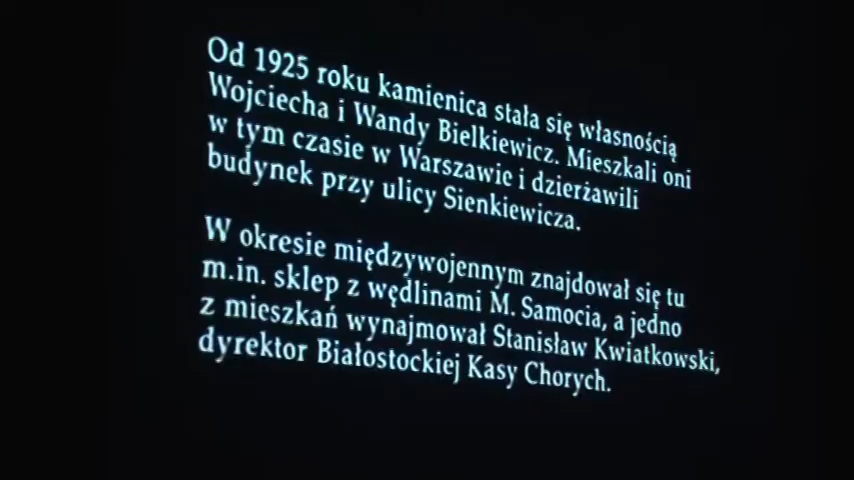 Od 1925 roku kamienica stała się własnością
Wojciecha i Wandy Bielkiewicz. Mieszkali oni
w tym czasie w Warszawie i dzierżawili
budynek przy ulicy Sienkiewicza.
W okresie międzywojennym znajdował się tu
m.in. sklep z wędlinami M. Samocia, a jedno
z mieszkań wynajmował Stanisław Kwiatkowski,
dyrektor Białostockiej Kasy Chorych.